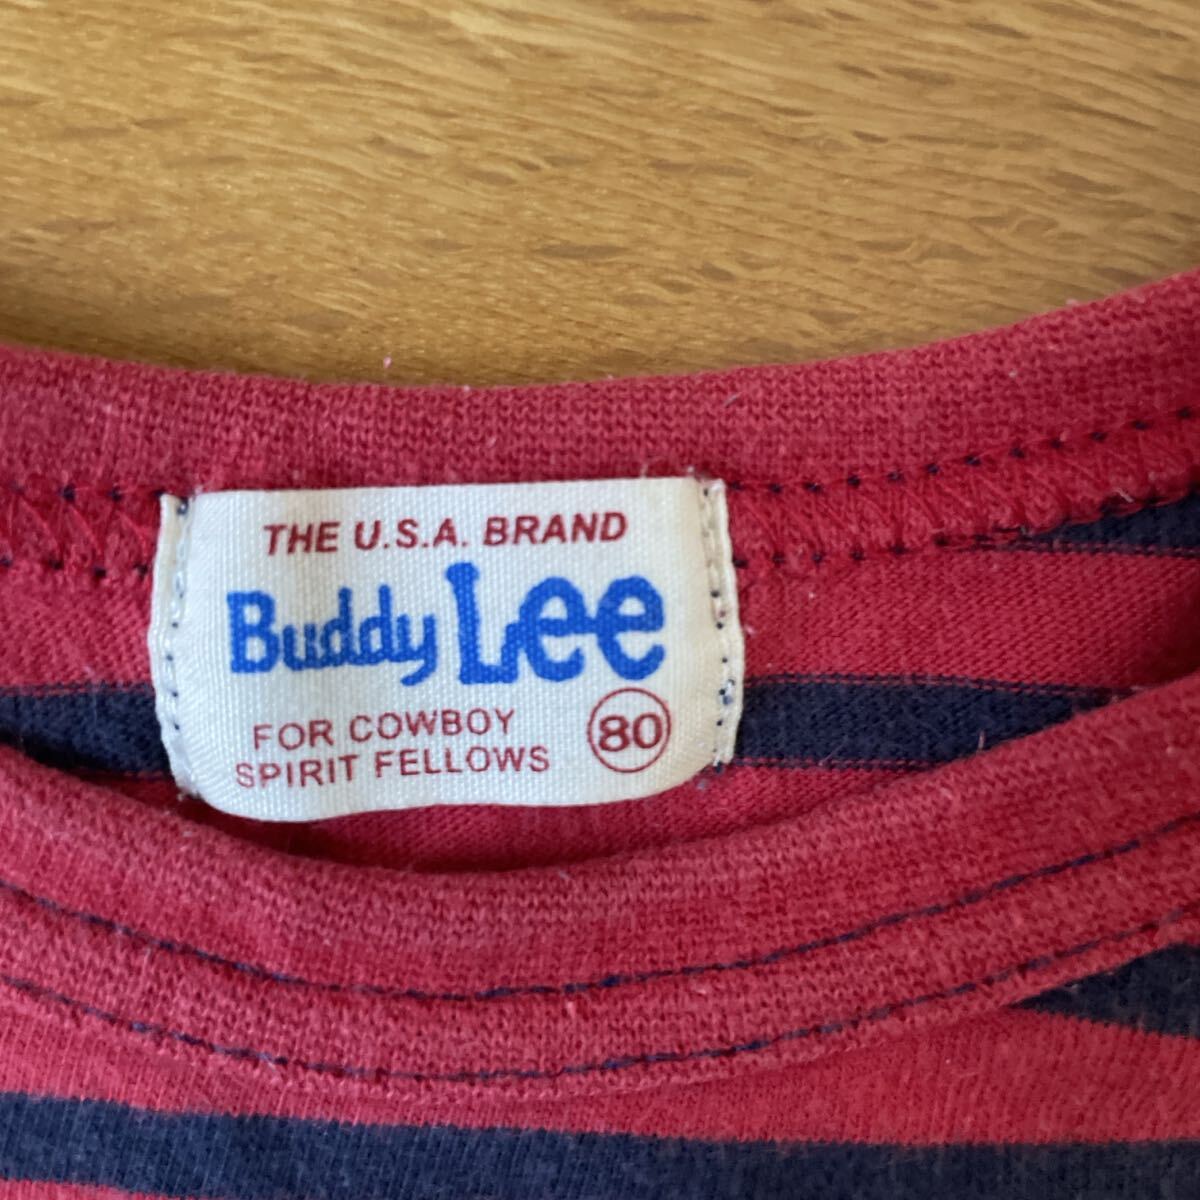 THE U.S.A. BRAND
Buddy Lee
FOR COWBOY
SPIRIT FELLOWS
80